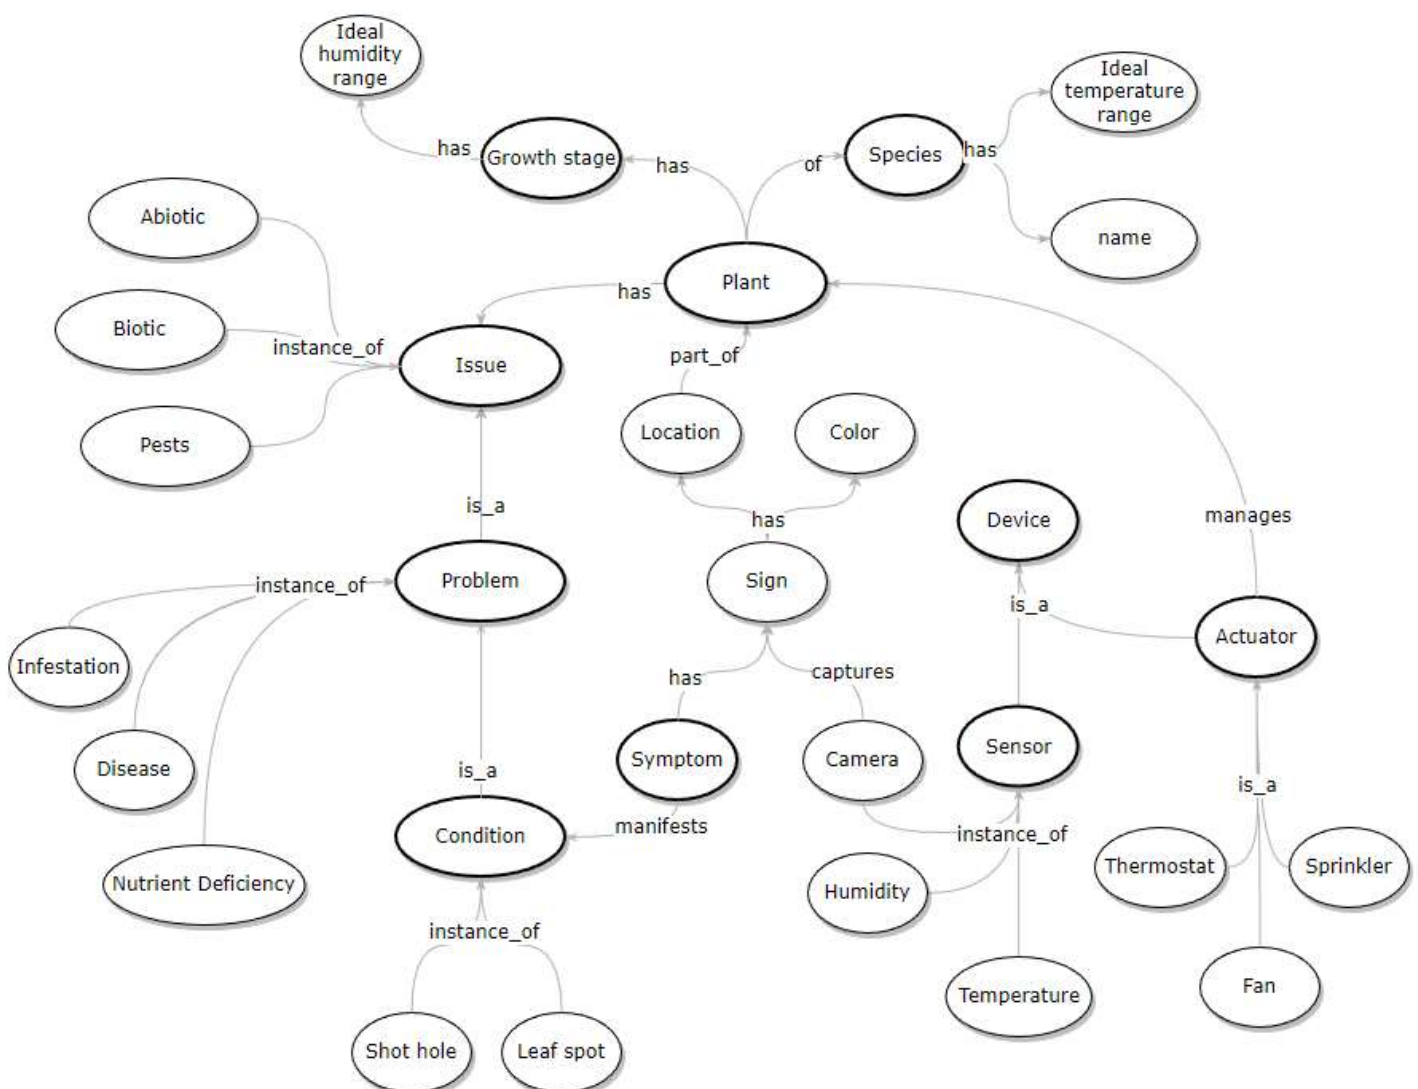 Ideal
humidity
range
Ideal
temperature
range
has
Growth stage
has
of
Species
has
name
Abiotic
Plant
has
Biotic
instance_of
Issue
part_of
Pests
Location
Color
is_a
has
Device
manages
Problem
instance_of
Sign
is_a
Actuator
Infestation
has
captures
Disease
Symptom
Camera
Sensor
is_a
is_a
Condition
manifests
instance_of
Thermostat
Sprinkler
Nutrient Deficiency
Humidity
instance_of
Temperature
Fan
Shot hole
Leaf spot